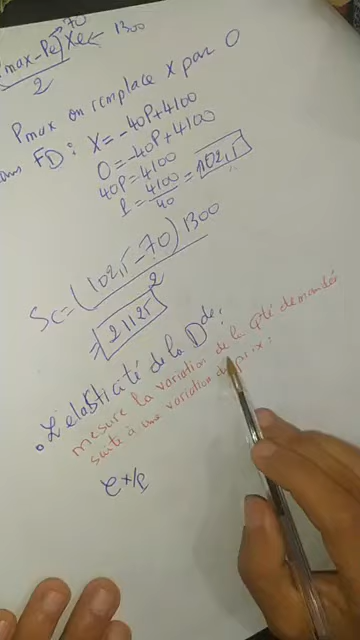 Pmax - Pe) Xe ← 1300
70
2
Pmax on remplace X par 0
FD: X = -40P+4100
0 = -40P+4100
40P = 4100
P = 4100/40 = 102,5
Sc = (102,5-70) 1300
2
= 21125
• L'elasticité de la Dde:
mesure la variation de la Qté demandée
suite à une variation du prix:
ex/p